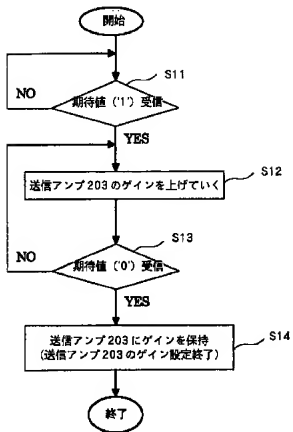 開始
S11
NO
期待値（'1'）受信
YES
S12
送信アンプ203のゲインを上げていく
S13
NO
期待値（'0'）受信
YES
S14
送信アンプ203にゲインを保持
(送信アンプ203のゲイン設定終了)
終了